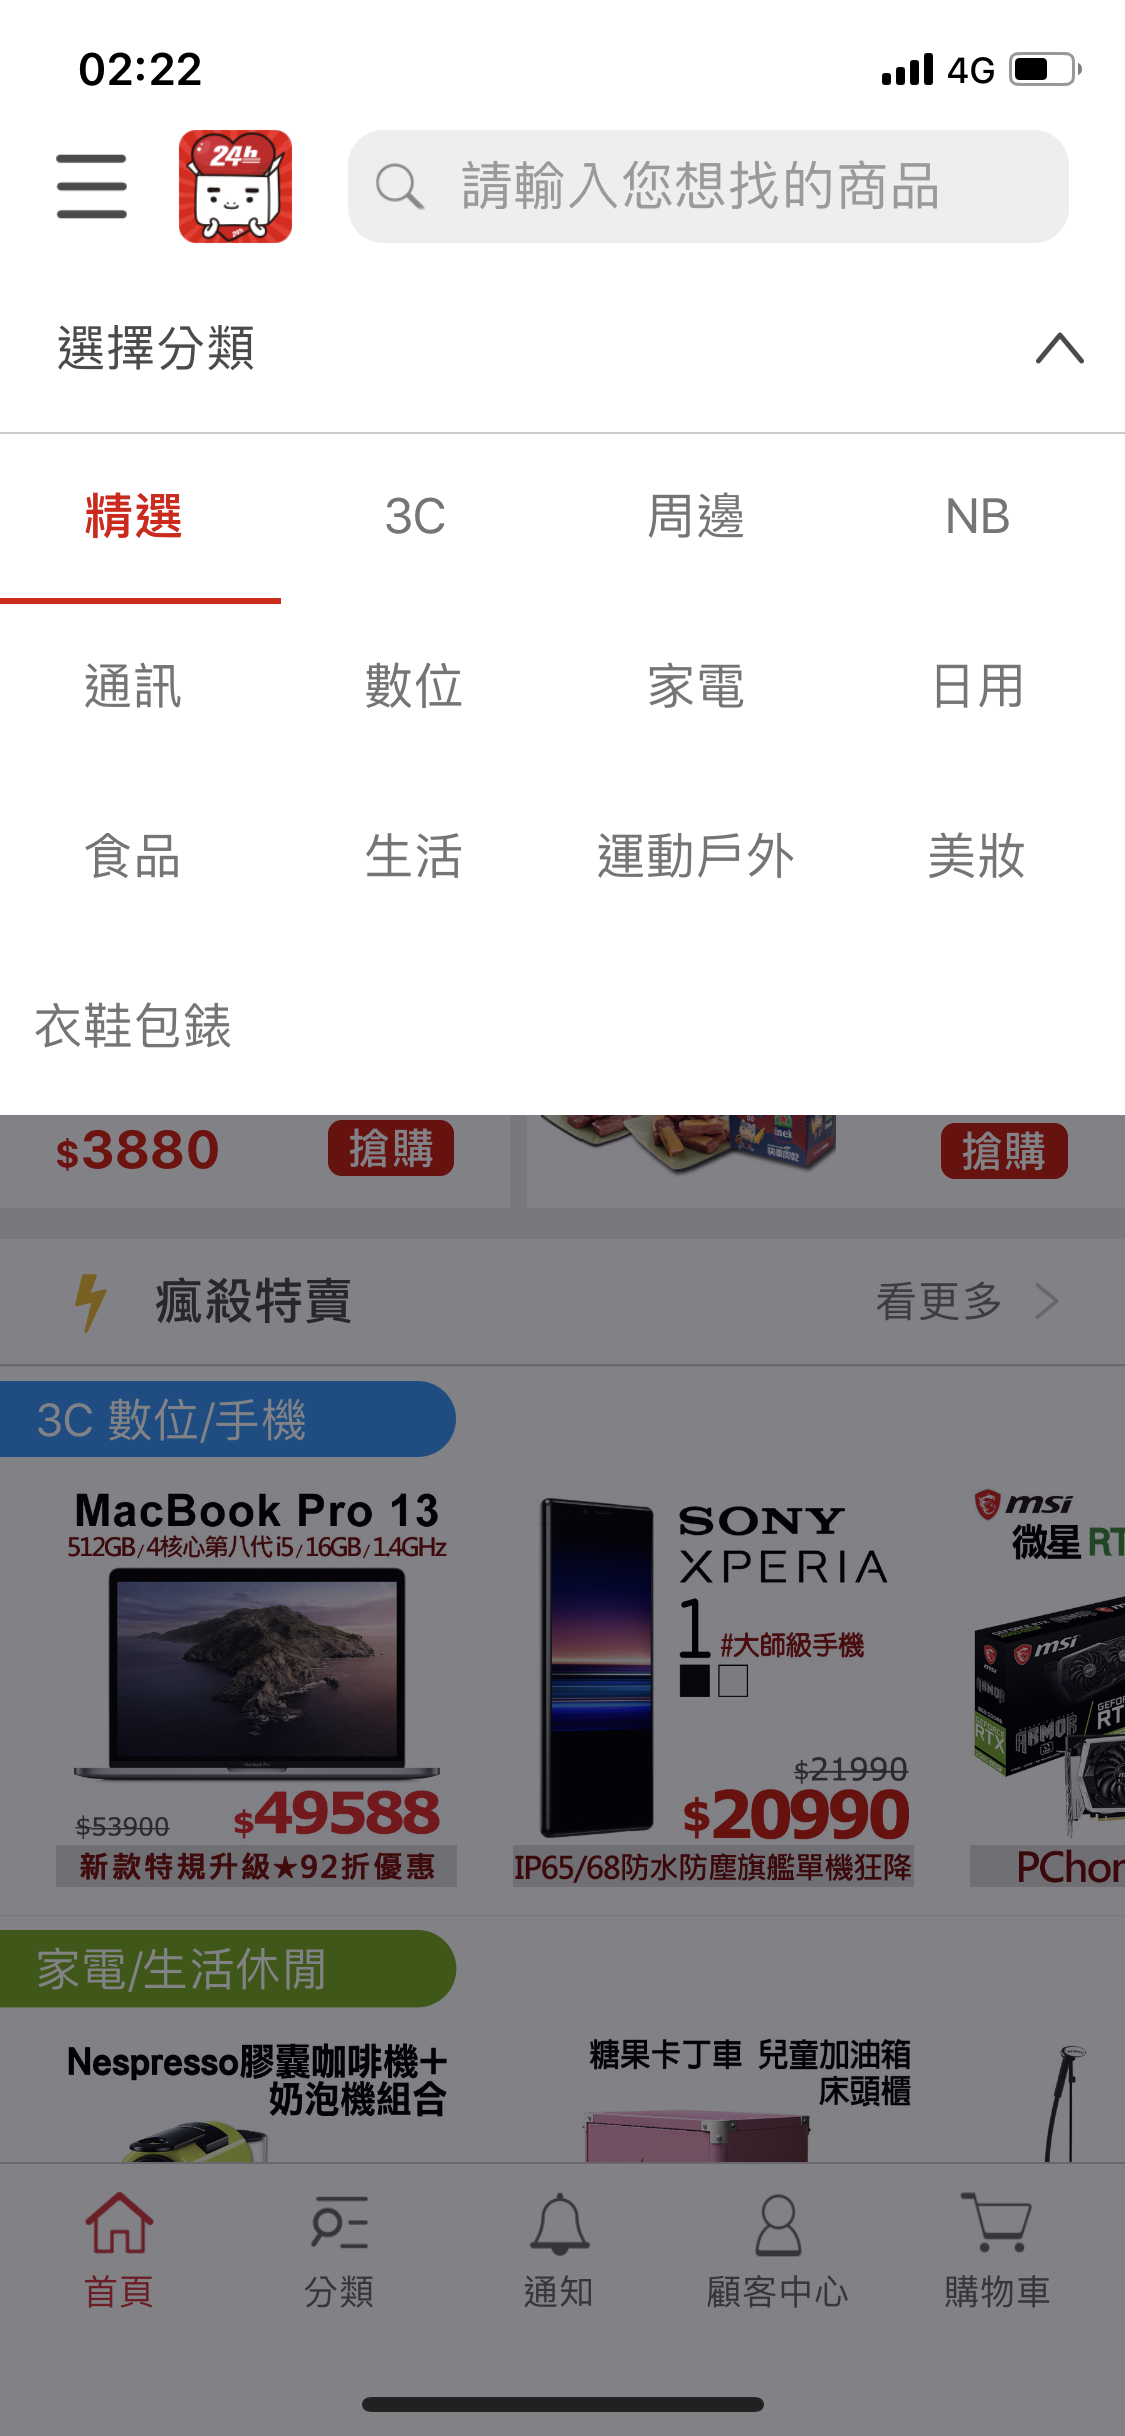 02:22
4G
24h
請輸入您想找的商品
選擇分類
精選
3C
周邊
NB
通訊
數位
家電
日用
食品
生活
運動戶外
美妝
衣鞋包錶
$3880
搶購
搶購
瘋殺特賣
看更多
3C 數位/手機
MacBook Pro 13
512GB/4核心第八代i5/16GB/1.4GHz
$53900
$49588
新款特規升級★92折優惠
SONY
XPERIA
1 #大師級手機
$21990
$20990
IP65/68防水防塵旗艦單機狂降
msi
微星 RT
msi
ARMOR
GEFORCE
RTX
PChom
家電/生活休閒
Nespresso膠囊咖啡機+
奶泡機組合
糖果卡丁車 兒童加油箱
床頭櫃
首頁
分類
通知
顧客中心
購物車